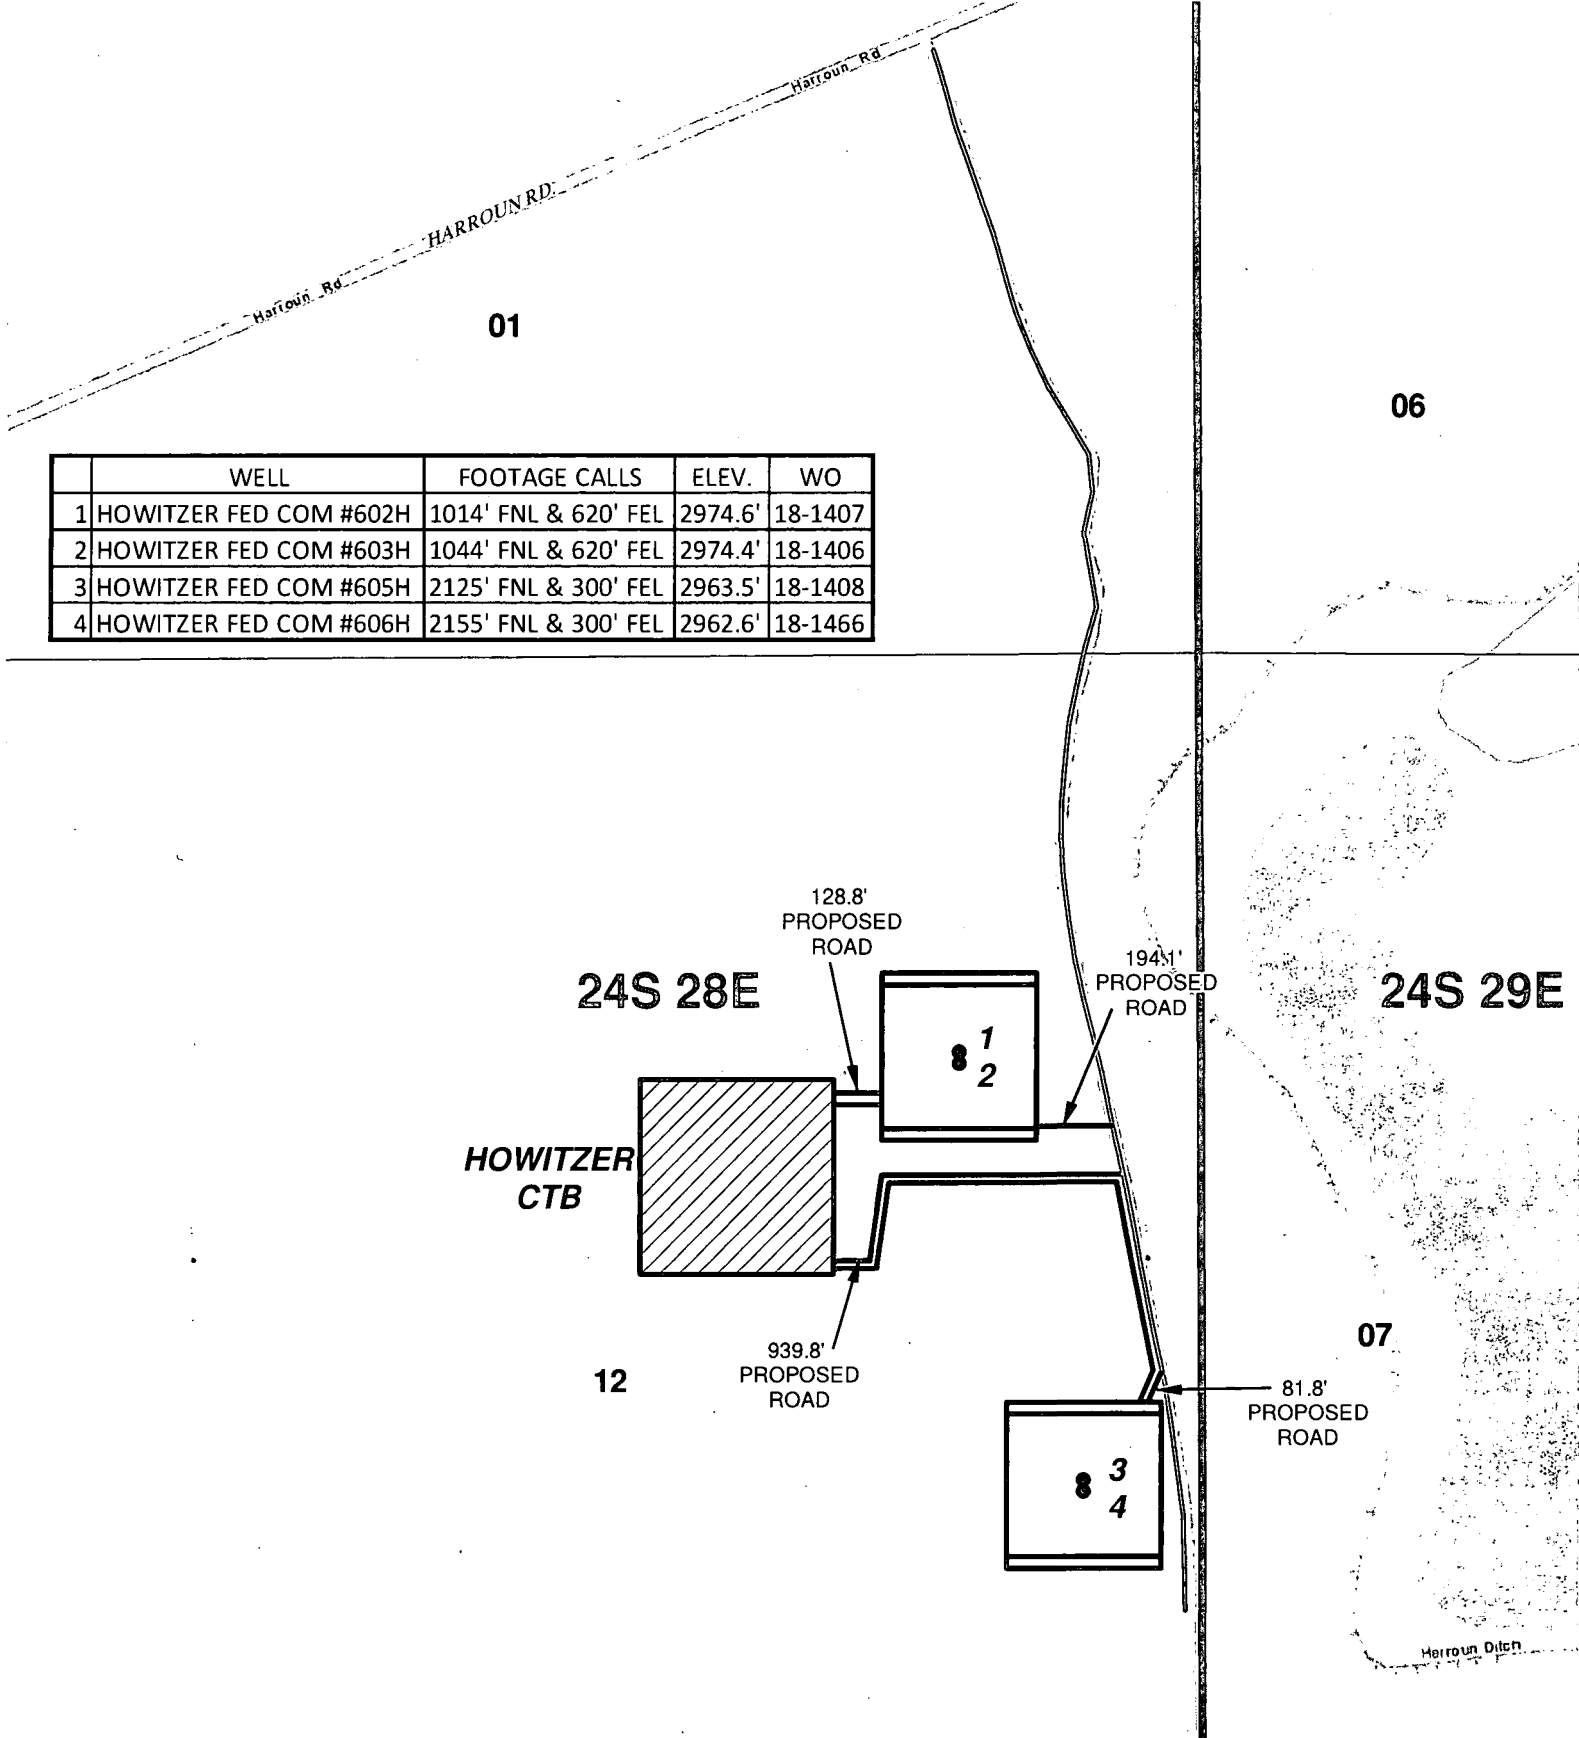 Harroun Rd
HARROUN RD.
Harroun Rd
01
06
WELL FOOTAGE CALLS ELEV. WO
1 HOWITZER FED COM #602H 1014' FNL & 620' FEL 2974.6' 18-1407
2 HOWITZER FED COM #603H 1044' FNL & 620' FEL 2974.4' 18-1406
3 HOWITZER FED COM #605H 2125' FNL & 300' FEL 2963.5' 18-1408
4 HOWITZER FED COM #606H 2155' FNL & 300' FEL 2962.6' 18-1466
128.8'
PROPOSED
ROAD
194.1'
PROPOSED
ROAD
24S 28E
24S 29E
1
2
HOWITZER
CTB
939.8'
PROPOSED
ROAD
12
07
81.8'
PROPOSED
ROAD
3
4
Harroun Ditch